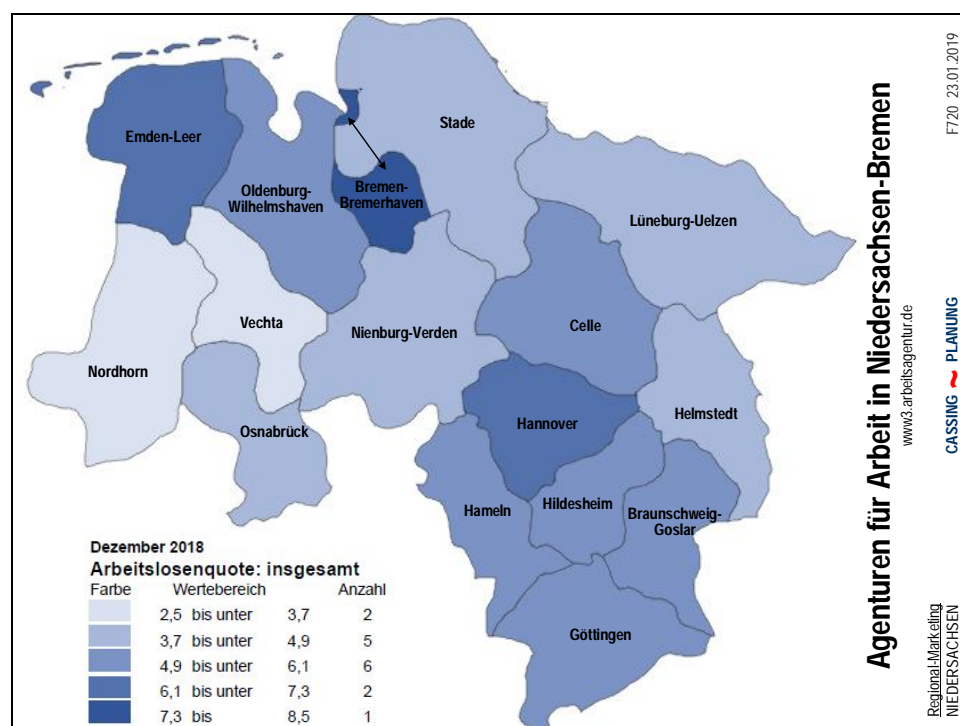 Emden-Leer
Stade
Oldenburg-
Wilhelmshaven
Bremen-
Bremerhaven
Lüneburg-Uelzen
Vechta
Nienburg-Verden
Celle
Nordhorn
Osnabrück
Hannover
Helmstedt
Hameln
Hildesheim
Braunschweig-
Goslar
Göttingen
Dezember 2018
Arbeitslosenquote: insgesamt
Farbe Wertebereich Anzahl
2,5 bis unter 3,7 2
3,7 bis unter 4,9 5
4,9 bis unter 6,1 6
6,1 bis unter 7,3 2
7,3 bis 8,5 1
Agenturen für Arbeit in Niedersachsen-Bremen
www3.arbeitsagentur.de
Regional-Marketing
NIEDERSACHSEN
CASSING ~ PLANUNG
F720 23.01.2019